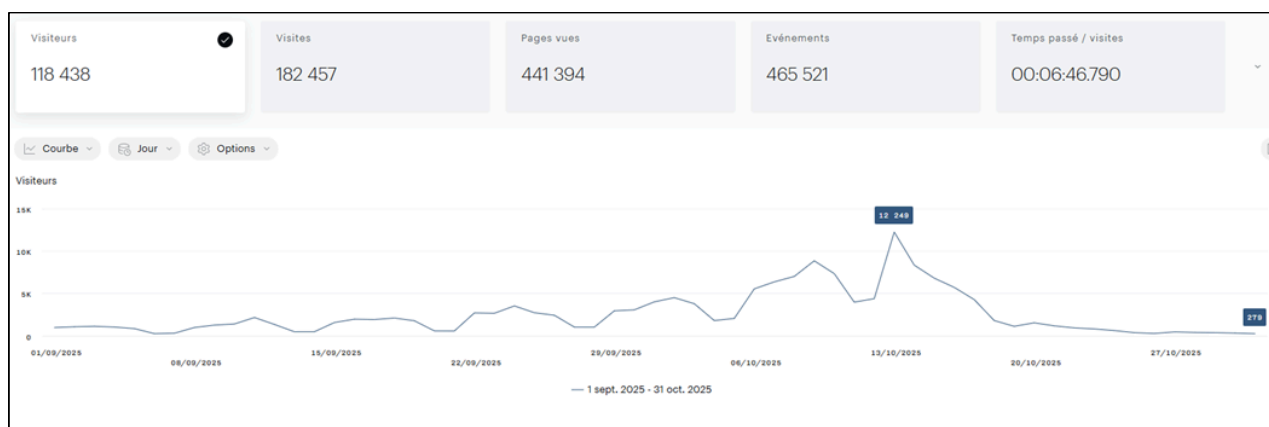 Visiteurs
Visites
Pages vues
Evénements
Temps passé / visites
118 438
182 457
441 394
465 521
00:06:46.790
Courbe
Jour
Options
Visiteurs
15K
12 249
10K
5K
279
0
01/09/2025
08/09/2025
15/09/2025
22/09/2025
29/09/2025
06/10/2025
13/10/2025
20/10/2025
27/10/2025
1 sept. 2025 - 31 oct. 2025